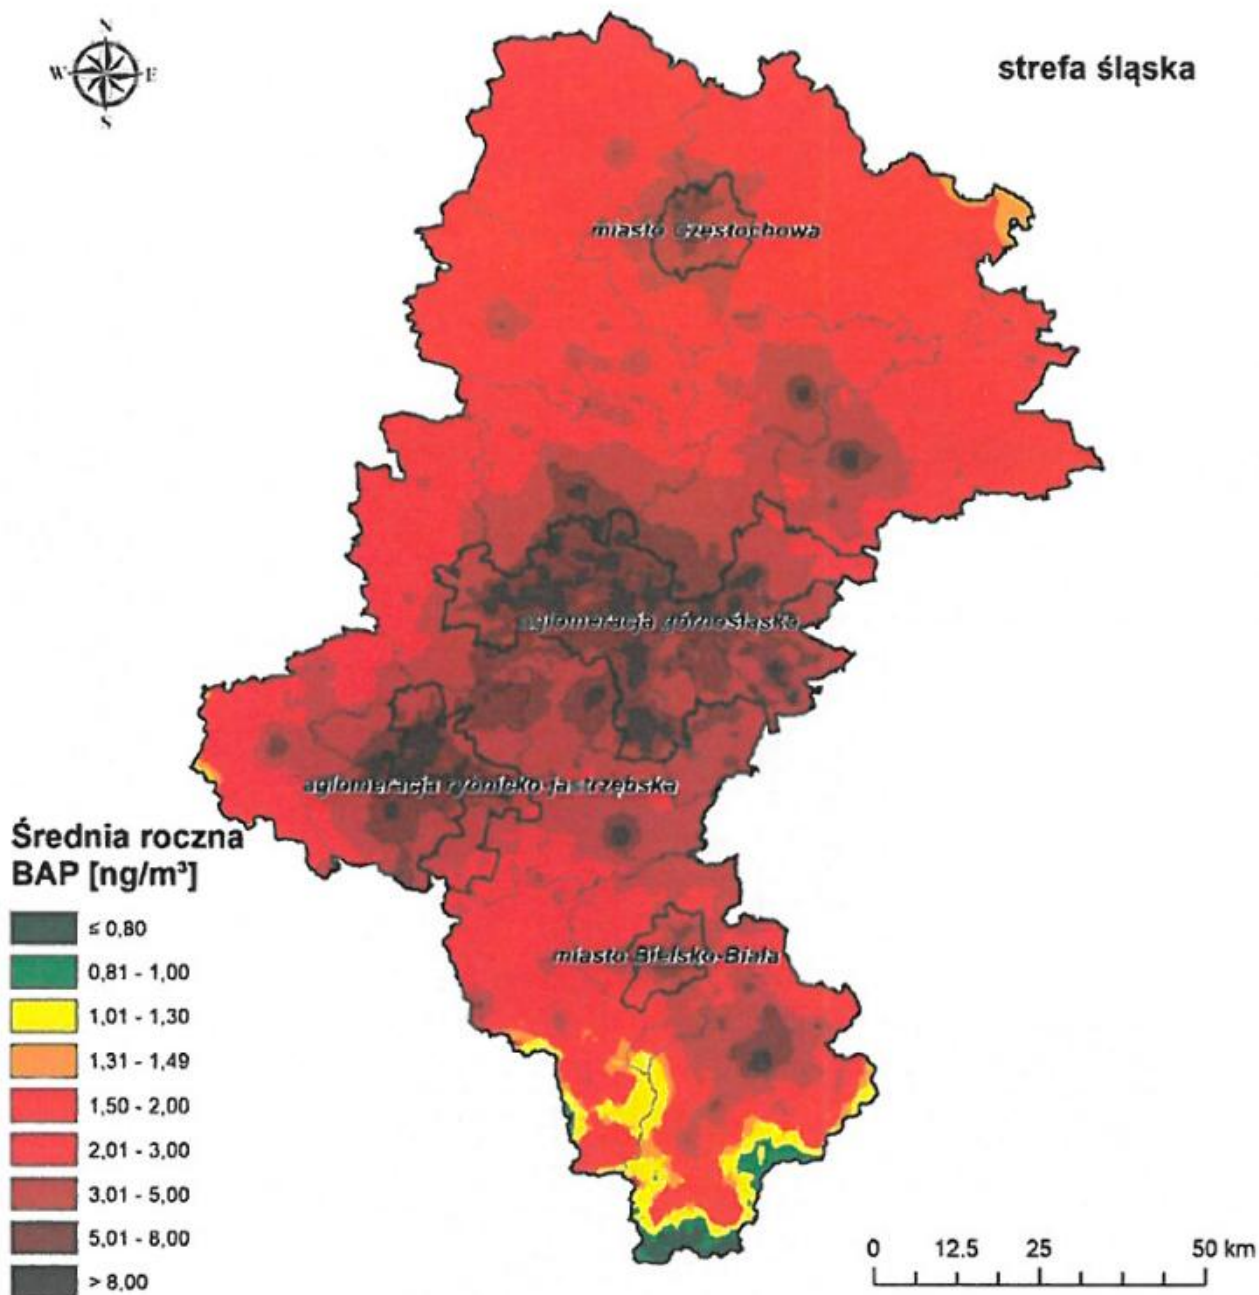 N
W E
S
strefa śląska
miasto Częstochowa
aglomeracja górnośląska
aglomeracja rybnicko-jastrzębska
miasto Bielsko-Biała
Średnia roczna
BAP [ng/m³]
≤ 0,80
0,81 - 1,00
1,01 - 1,30
1,31 - 1,49
1,50 - 2,00
2,01 - 3,00
3,01 - 5,00
5,01 - 8,00
> 8,00
0 12.5 25 50 km